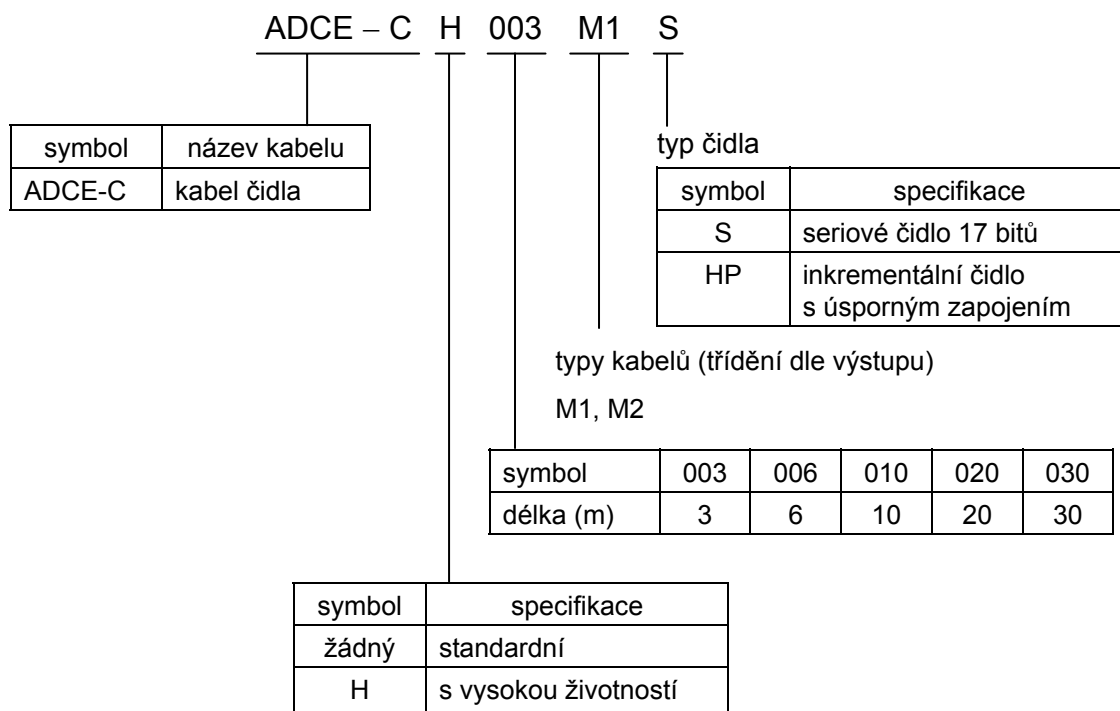 ADCE – C H 003 M1 S
symbol název kabelu
ADCE-C kabel čidla
typ čidla
symbol specifikace
S seriové čidlo 17 bitů
HP inkrementální čidlo
s úsporným zapojením
typy kabelů (třídění dle výstupu)
M1, M2
symbol 003 006 010 020 030
délka (m) 3 6 10 20 30
symbol specifikace
žádný standardní
H s vysokou životností